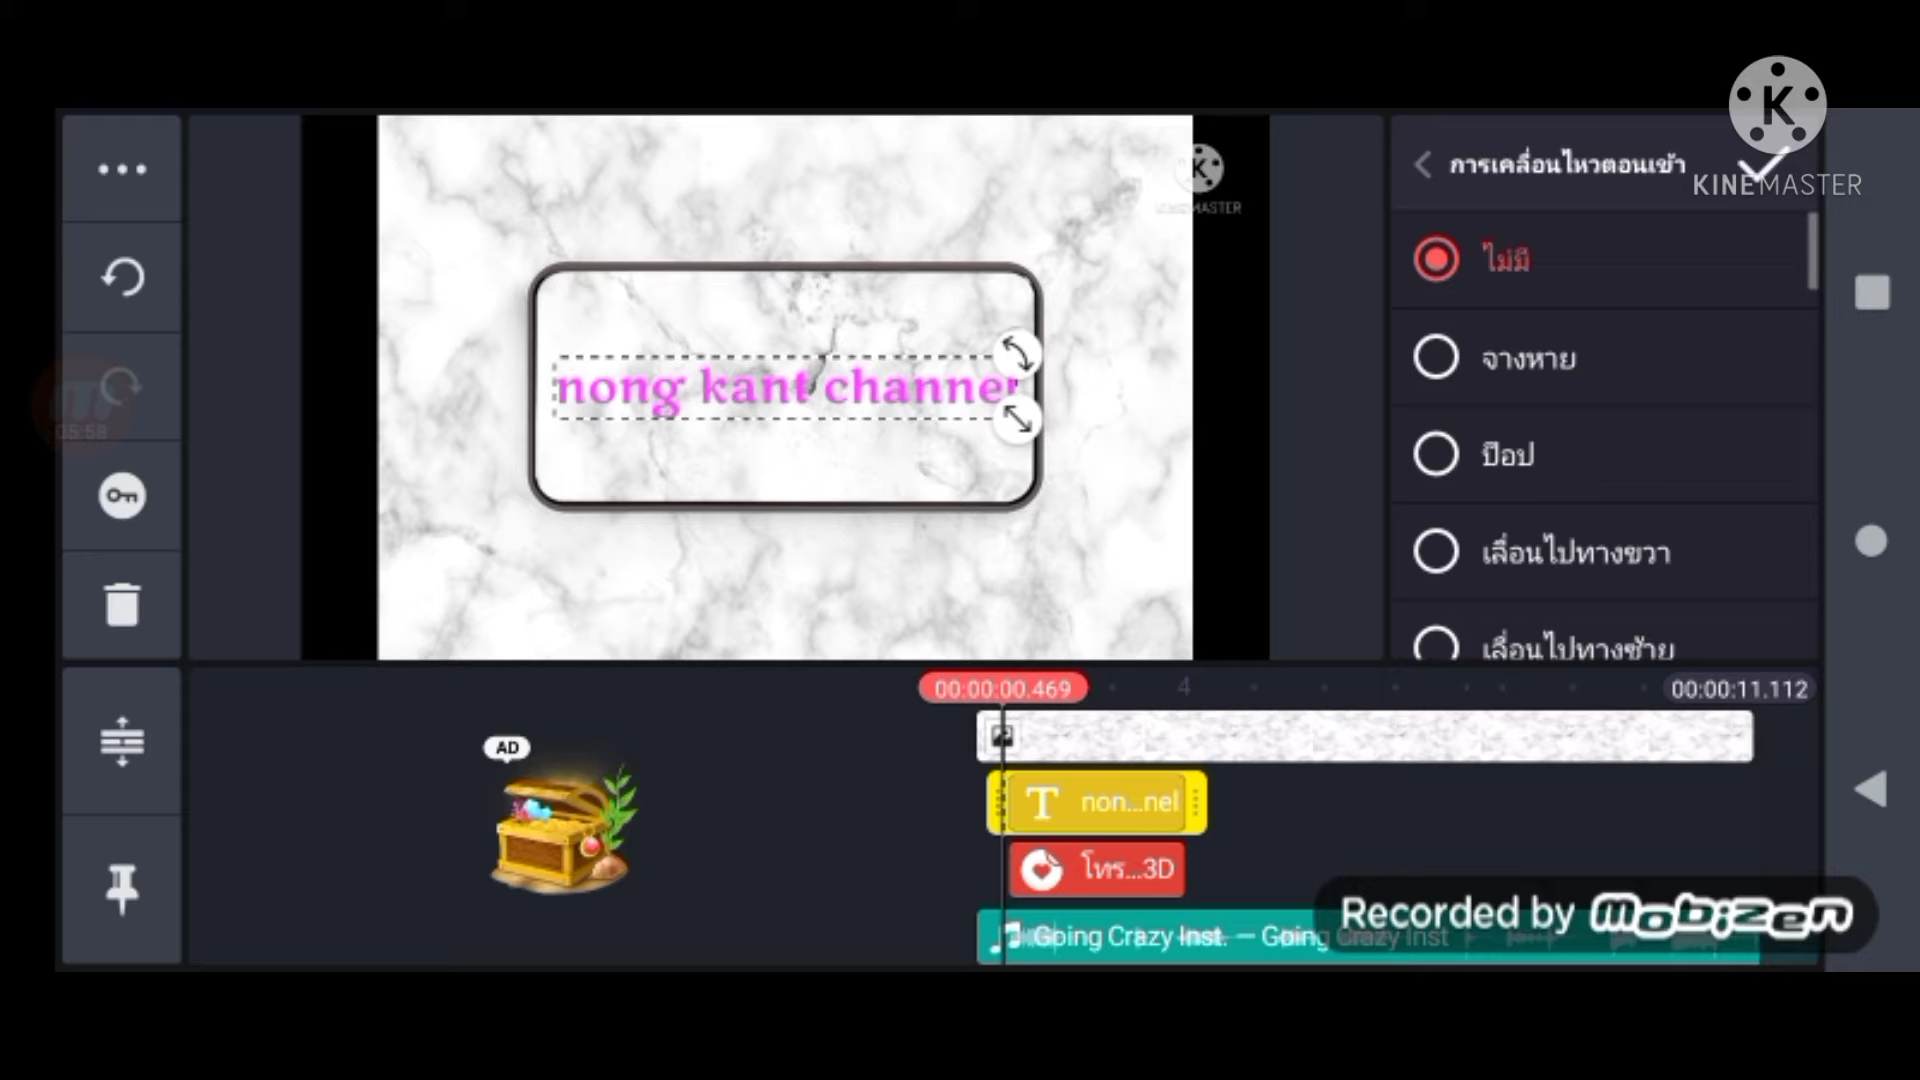 KINEMASTER
การเคลื่อนไหวตอนเข้า
ไม่มี
จางหาย
ป๊อป
เลื่อนไปทางขวา
เลื่อนไปทางซ้าย
nong kant channel
05:58
00:00:00.469
4
00:00:11.112
AD
T non...nel
โทร...3D
Going Crazy Inst. — Going Crazy Inst
Recorded by mobizen